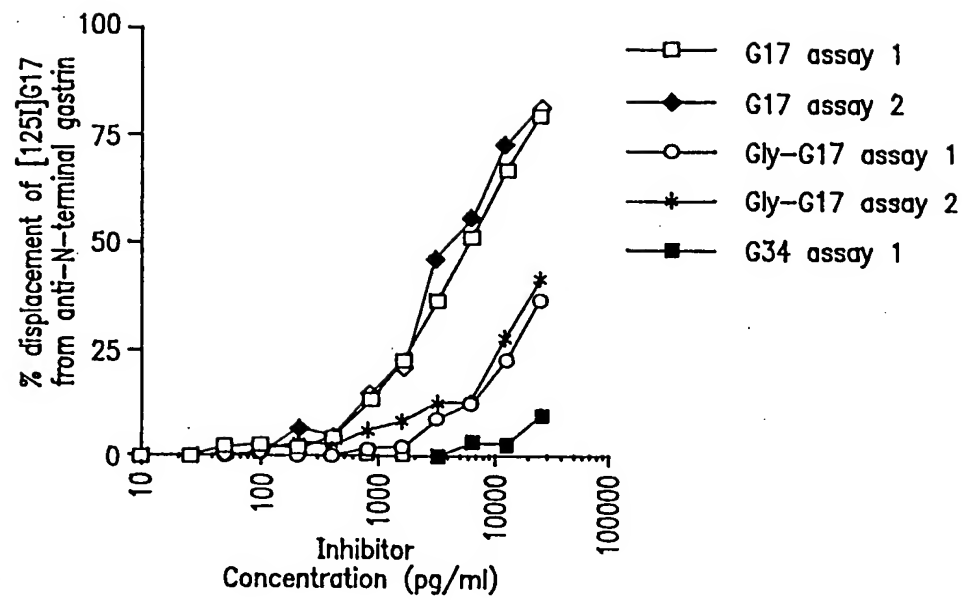 100
75
50
25
0
% displacement of [125I]G17
from anti-N-terminal gastrin
10
100
1000
10000
100000
Inhibitor
Concentration (pg/ml)
G17 assay 1
G17 assay 2
Gly-G17 assay 1
Gly-G17 assay 2
G34 assay 1